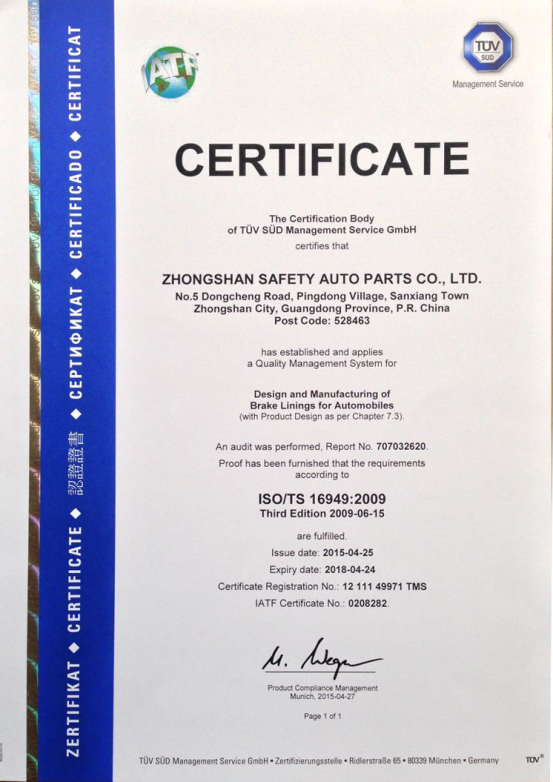 IATF
TÜV
SÜD
Management Service
CERTIFICATE
The Certification Body
of TÜV SÜD Management Service GmbH
certifies that
ZHONGSHAN SAFETY AUTO PARTS CO., LTD.
No.5 Dongcheng Road, Pingdong Village, Sanxiang Town
Zhongshan City, Guangdong Province, P.R. China
Post Code: 528463
has established and applies
a Quality Management System for
Design and Manufacturing of
Brake Linings for Automobiles
(with Product Design as per Chapter 7.3).
An audit was performed, Report No. 707032620.
Proof has been furnished that the requirements
according to
ISO/TS 16949:2009
Third Edition 2009-06-15
are fulfilled.
Issue date: 2015-04-25
Expiry date: 2018-04-24
Certificate Registration No.: 12 111 49971 TMS
IATF Certificate No.: 0208282.
Product Compliance Management
Munich, 2015-04-27
Page 1 of 1
TÜV SÜD Management Service GmbH • Zertifizierungsstelle • Ridlerstraße 65 • 80339 München • Germany
TÜV®
ZERTIFIKAT ◆ CERTIFICATE ◆ 認證證書 ◆ СЕРТИФИКАТ ◆ CERTIFICADO ◆ CERTIFICAT